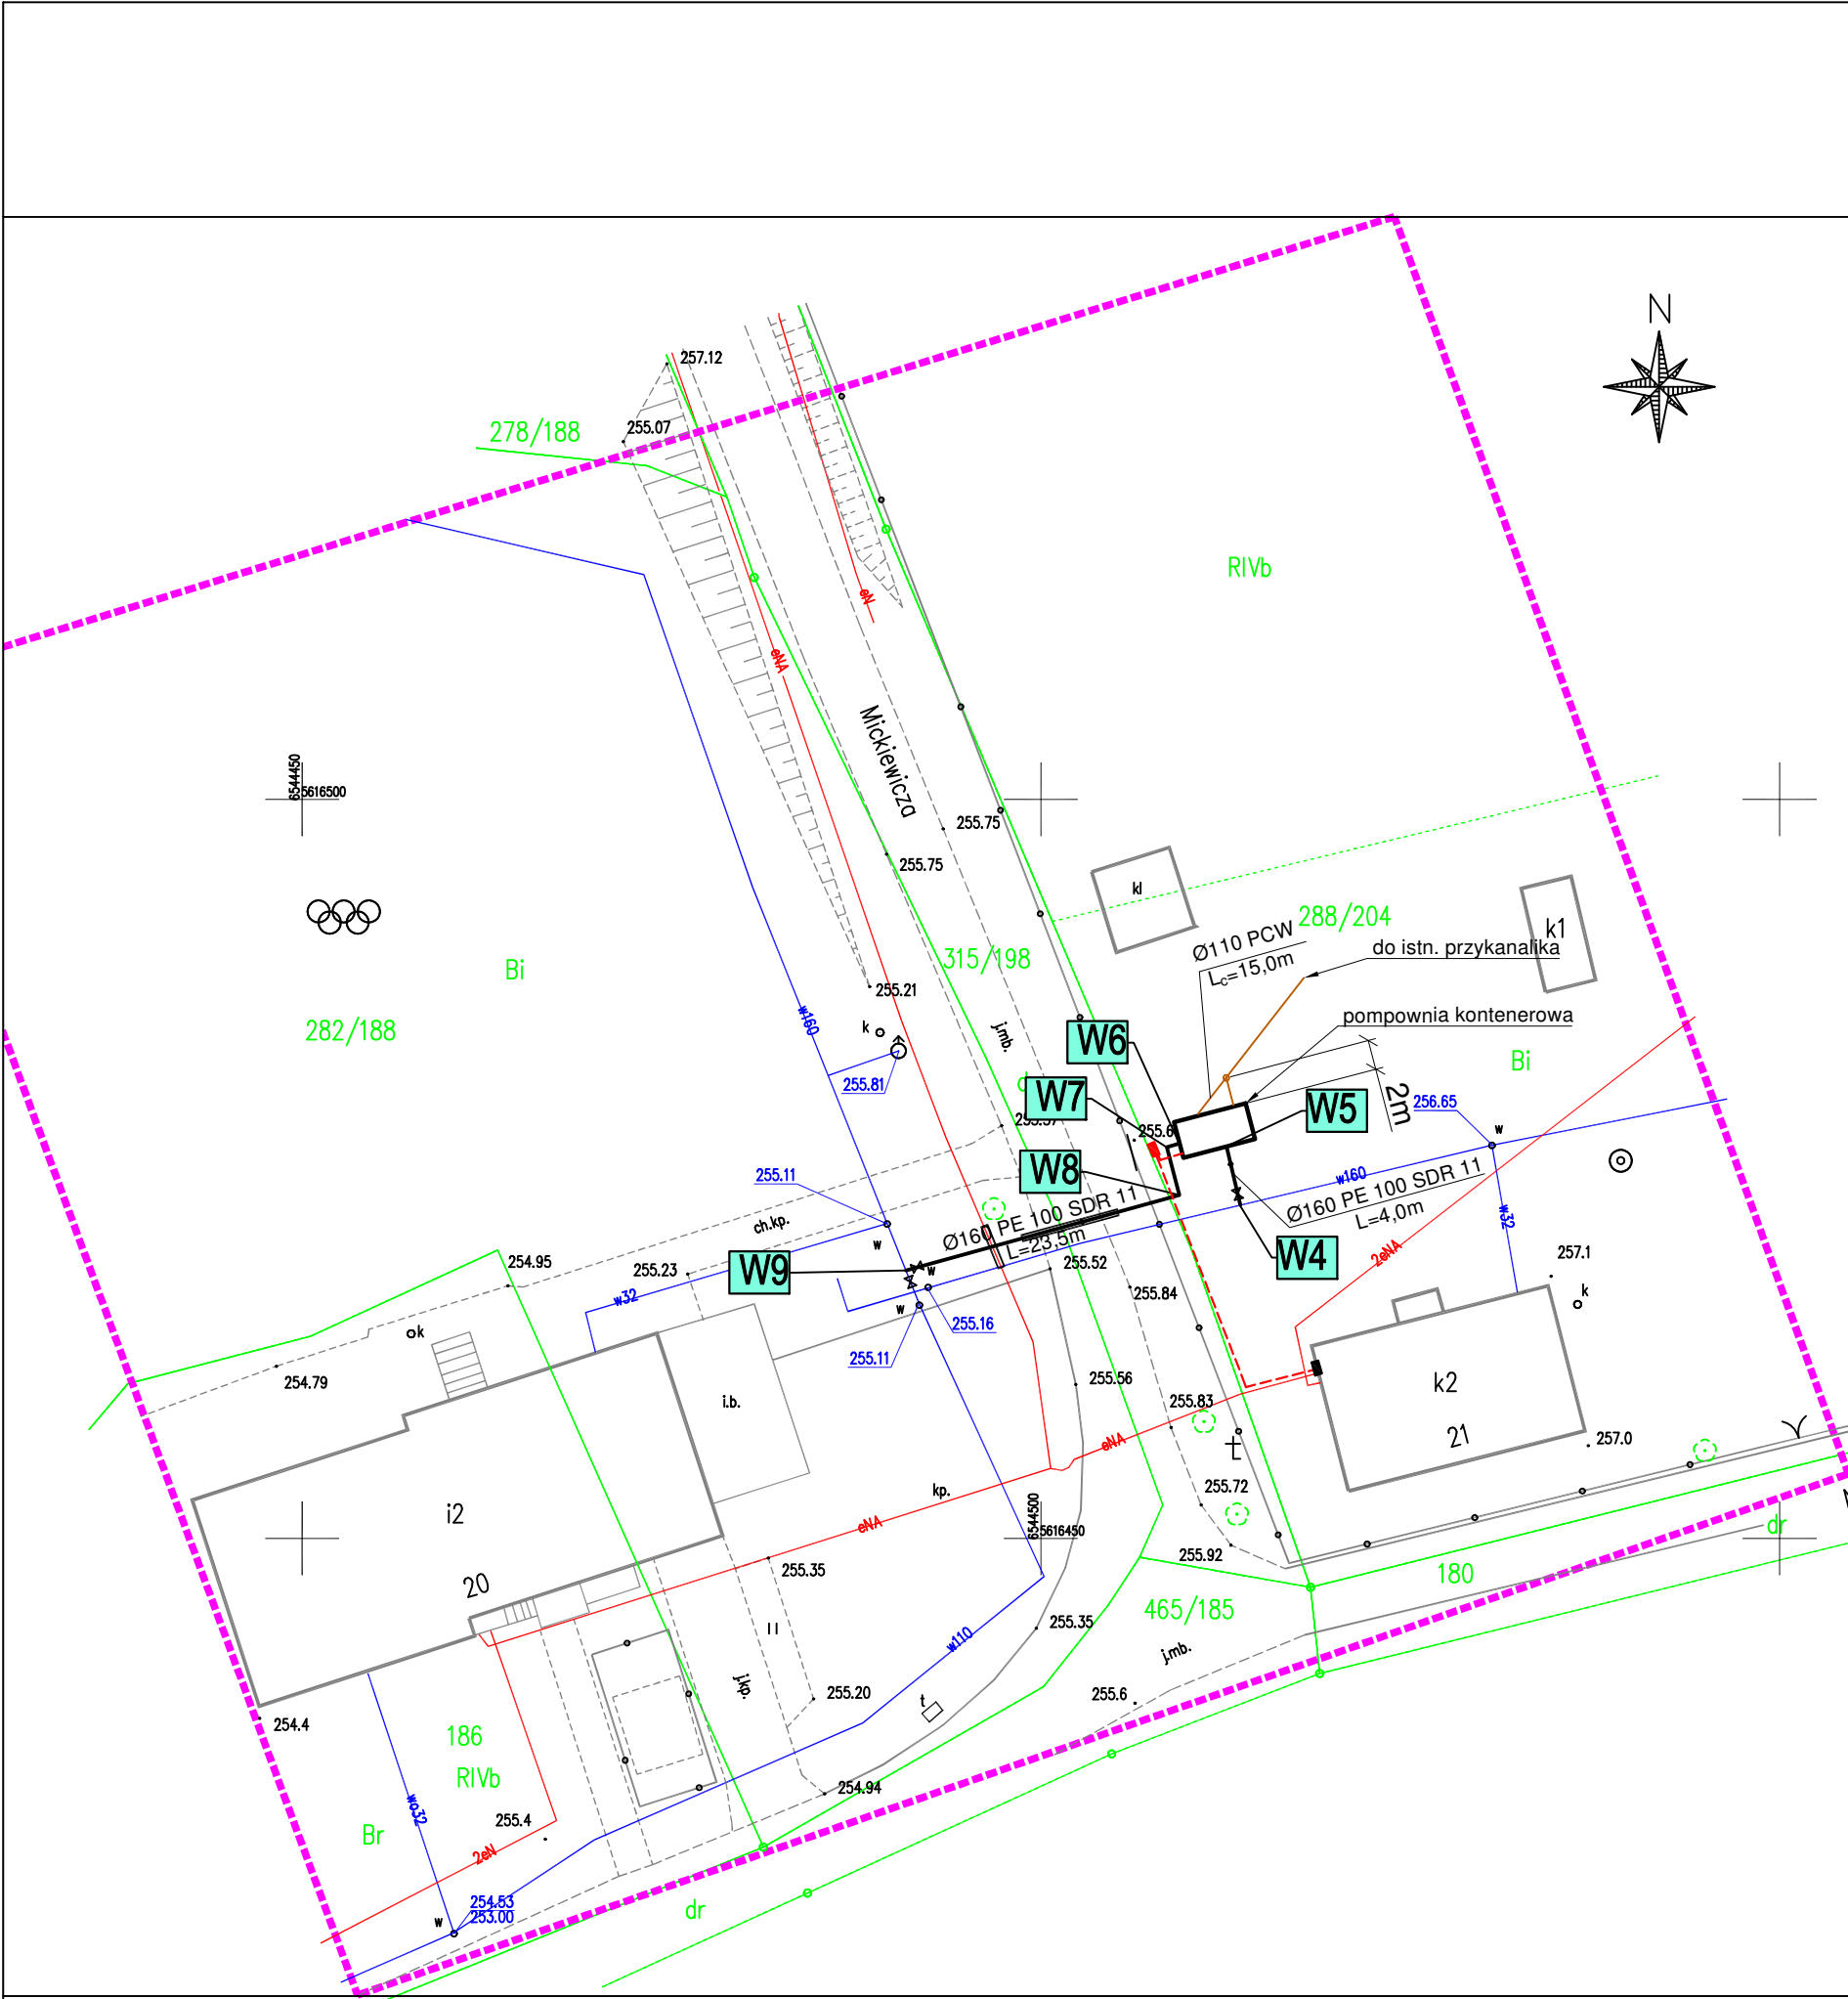 N
257.12
255.07
278/188
eN
RIVb
eNA
Mickiewicza
6544450
5616500
255.75
255.75
kl
k1
288/204
Ø110 PCW
Lc=15,0m
do istn. przykanalika
315/198
Bi
255.21
282/188
w160
k
j.mb.
pompownia kontenerowa
W6
Bi
255.81
W7
W5
2m
256.65
w
255.6
W8
w160
255.11
Ø160 PE 100 SDR 11
L=4,0m
w32
ch.kp.
Ø160 PE 100 SDR 11
L=23,5m
w
W4
2eNA
254.95
255.23
W9
w
255.52
257.1
w32
255.84
k
w
255.16
ok
255.11
254.79
255.56
k2
i.b.
255.83
21
257.0
eNA
t
255.72
kp.
i2
eNA
6544500
5616450
dr
255.92
20
255.35
180
465/185
255.35
w110
j.mb.
j.kp.
255.20
t
255.6
254.4
186
RIVb
254.94
wo32
255.4
Br
2eN
254.53
253.00
w
dr